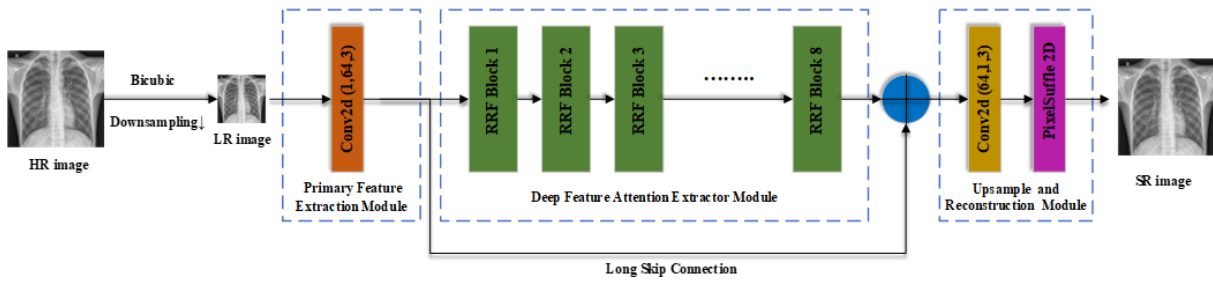 Bicubic
Downsampling↓
HR image
LR image
Conv2d (1,64,3)
Primary Feature
Extraction Module
RRF Block 1
RRF Block 2
RRF Block 3
........
RRF Block 8
Deep Feature Attention Extractor Module
Long Skip Connection
Conv2d (64,1,3)
PixelSuffle 2D
Upsample and
Reconstruction Module
SR image